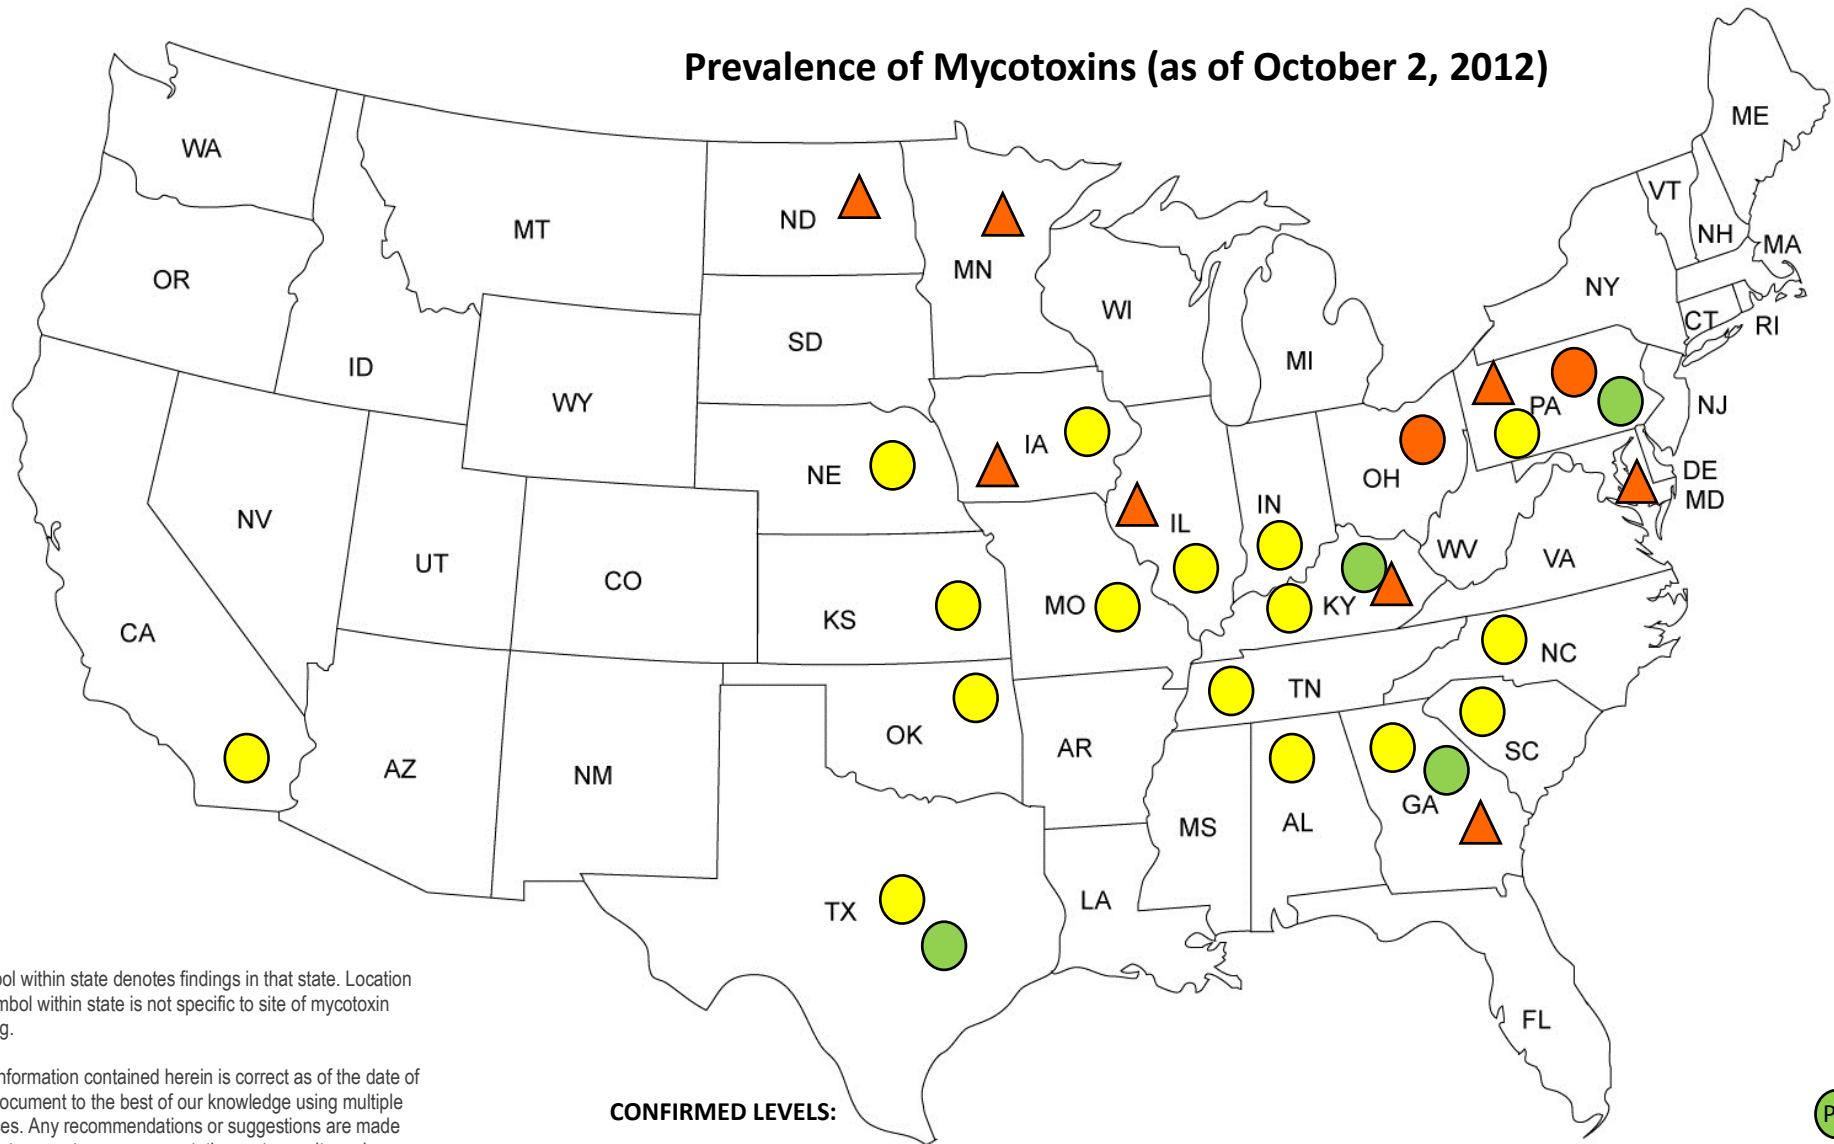 Prevalence of Mycotoxins (as of October 2, 2012)
WA
ME
MT
ND
VT
NH
MA
MN
OR
NY
WI
CT
RI
SD
MI
ID
WY
PA
NJ
IA
NE
OH
DE
MD
IN
NV
IL
UT
CO
WV
VA
MO
KY
KS
CA
NC
TN
OK
AR
SC
AZ
NM
GA
MS
AL
LA
TX
FL
within state denotes findings in that state. Location
within state is not specific to site of mycotoxin
information contained herein is correct as of the date of
to the best of our knowledge using multiple
Any recommendations or suggestions are made
CONFIRMED LEVELS:
P